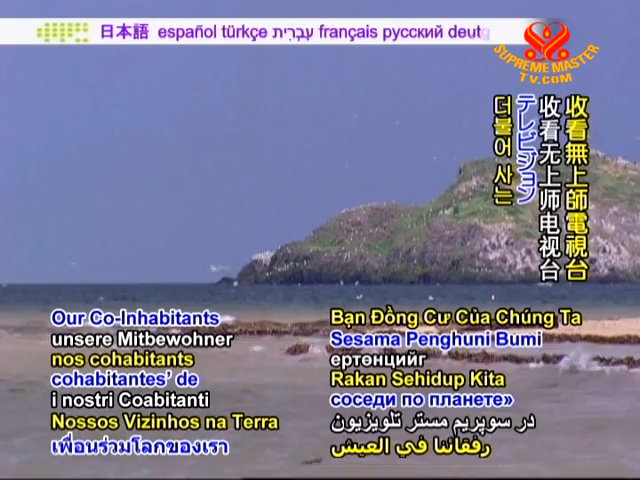 日本語 español türkçe עִבְרִית français русский deut
SUPREME MASTER
TV.COM
收看無上師電視台
收看无上师电视台
テレビジョン
더불어 사는
Our Co-Inhabitants
unsere Mitbewohner
nos cohabitants
cohabitantes' de
i nostri Coabitanti
Nossos Vizinhos na Terra
เพื่อนร่วมโลกของเรา
Bạn Đồng Cư Của Chúng Ta
Sesama Penghuni Bumi
ертөнцийг
Rakan Sehidup Kita
соседи по планете»
در سوپریم مستر تلویزیون
رفقائنا في العيش